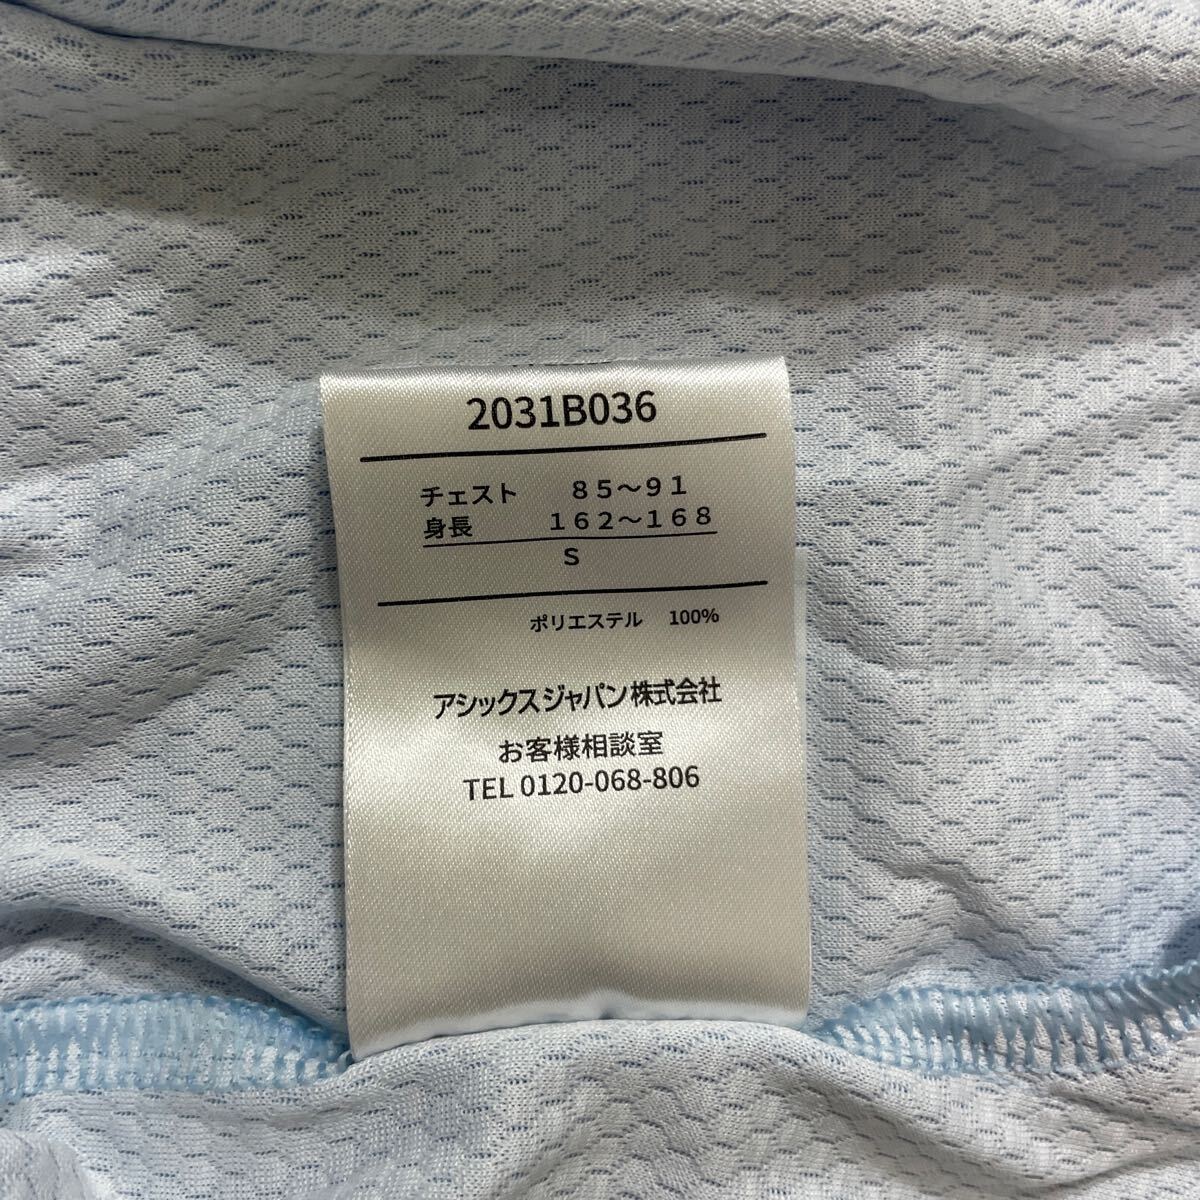 2031B036
チェスト 85～91
身長 162～168
S
ポリエステル 100%
アシックスジャパン株式会社
お客様相談室
TEL 0120-068-806